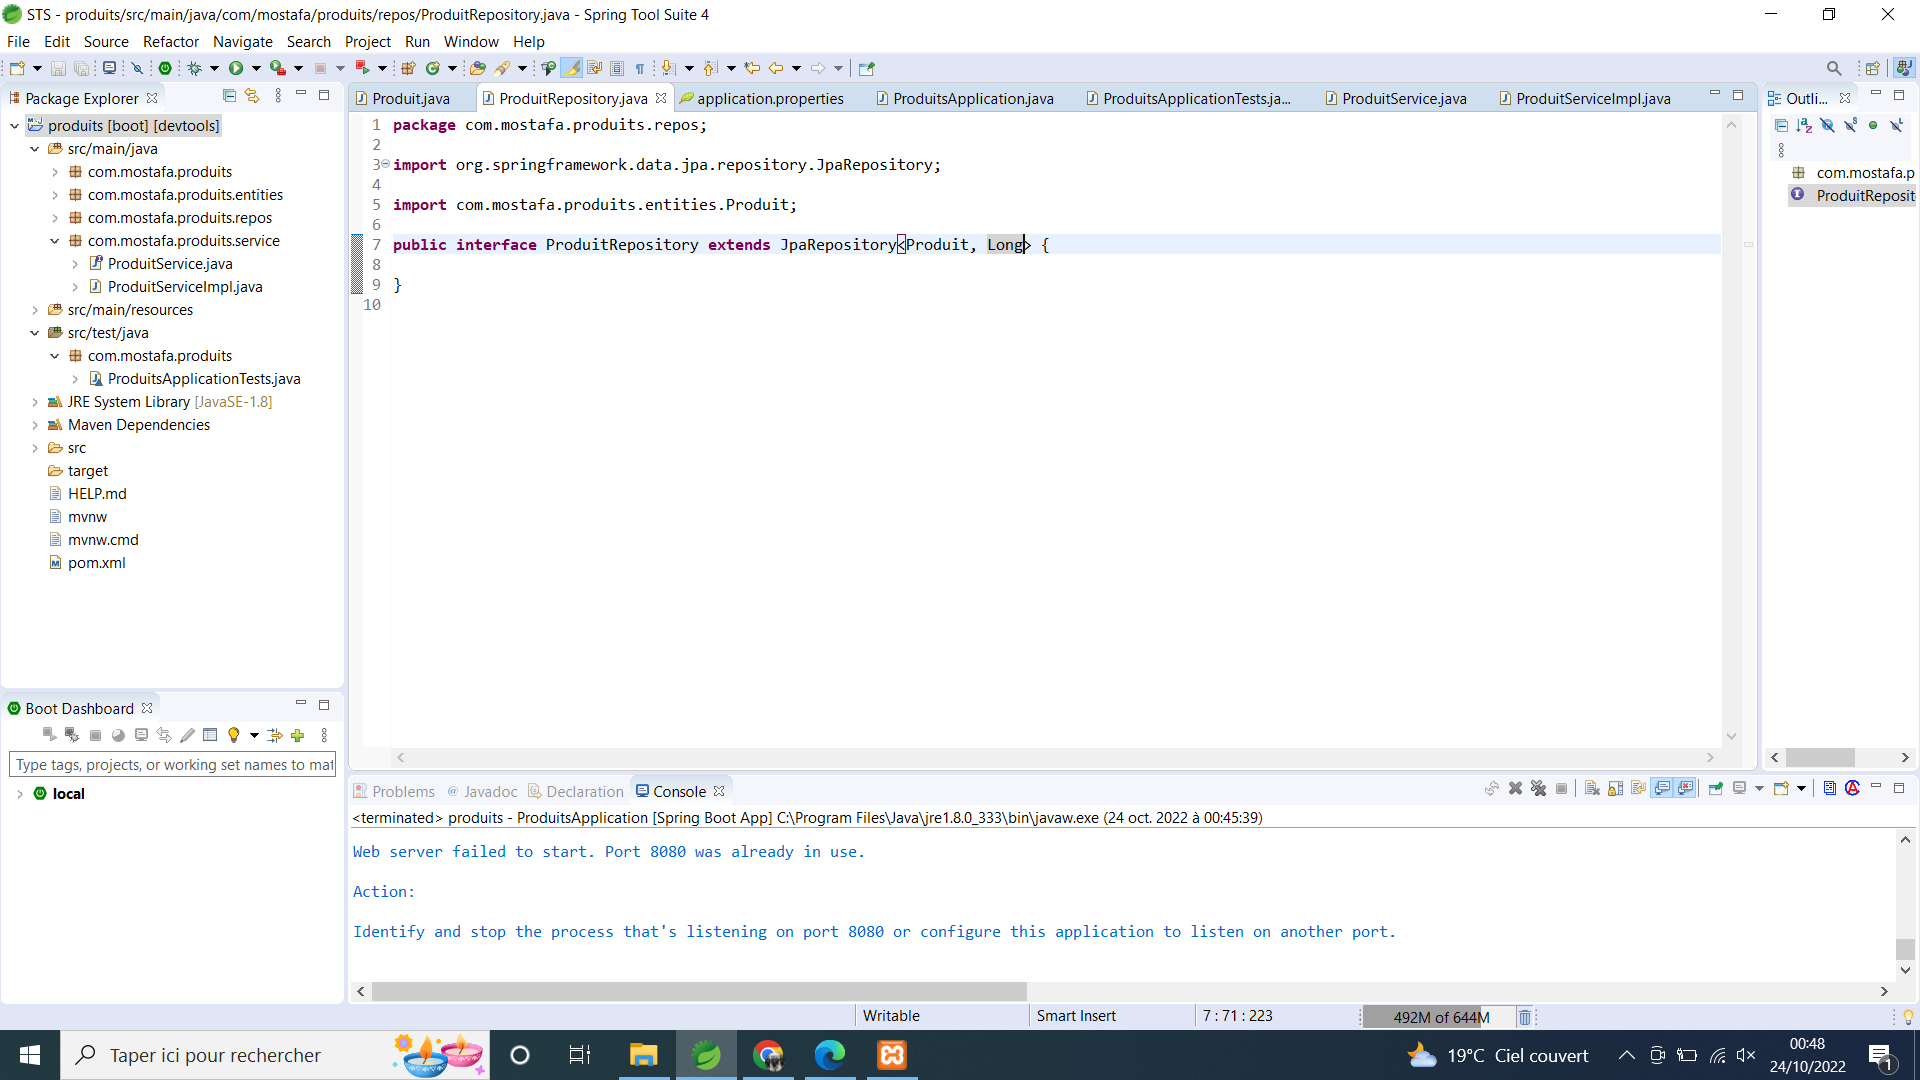 STS - produits/src/main/java/com/mostafa/produits/repos/ProduitRepository.java - Spring Tool Suite 4
File Edit Source Refactor Navigate Search Project Run Window Help
Package Explorer
produits [boot] [devtools]
src/main/java
com.mostafa.produits
com.mostafa.produits.entities
com.mostafa.produits.repos
com.mostafa.produits.service
ProduitService.java
ProduitServiceImpl.java
src/main/resources
src/test/java
com.mostafa.produits
ProduitsApplicationTests.java
JRE System Library [JavaSE-1.8]
Maven Dependencies
src
target
HELP.md
mvnw
mvnw.cmd
pom.xml
Produit.java ProduitRepository.java application.properties ProduitsApplication.java ProduitsApplicationTests.ja... ProduitService.java ProduitServiceImpl.java
1 package com.mostafa.produits.repos;
2
3 import org.springframework.data.jpa.repository.JpaRepository;
4
5 import com.mostafa.produits.entities.Produit;
6
7 public interface ProduitRepository extends JpaRepository<Produit, Long> {
8
9 }
10
Outli...
com.mostafa.p
ProduitReposit
Boot Dashboard
Type tags, projects, or working set names to mat
local
Problems Javadoc Declaration Console
<terminated> produits - ProduitsApplication [Spring Boot App] C:\Program Files\Java\jre1.8.0_333\bin\javaw.exe (24 oct. 2022 à 00:45:39)
Web server failed to start. Port 8080 was already in use.
Action:
Identify and stop the process that's listening on port 8080 or configure this application to listen on another port.
Writable Smart Insert 7 : 71 : 223 492M of 644M
Taper ici pour rechercher
19°C Ciel couvert
00:48
24/10/2022
1